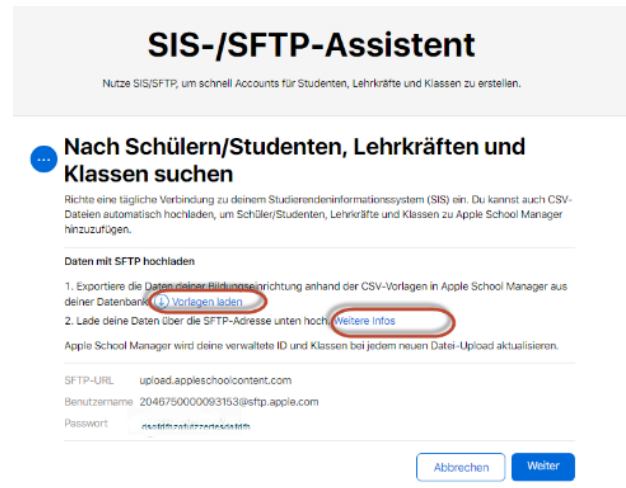 SIS-/SFTP-Assistent
Nutze SIS/SFTP, um schnell Accounts für Studenten, Lehrkräfte und Klassen zu erstellen.
Nach Schülern/Studenten, Lehrkräften und
Klassen suchen
Richte eine tägliche Verbindung zu deinem Studierendeninformationssystem (SIS) ein. Du kannst auch CSV-
Dateien automatisch hochladen, um Schüler/Studenten, Lehrkräfte und Klassen zu Apple School Manager
hinzuzufügen.
Daten mit SFTP hochladen
1. Exportiere die Daten deiner Bildungseinrichtung anhand der CSV-Vorlagen in Apple School Manager aus
deiner Datenbank. Vorlagen laden
2. Lade deine Daten über die SFTP-Adresse unten hoch. Weitere Infos
Apple School Manager wird deine verwaltete ID und Klassen bei jedem neuen Datei-Upload aktualisieren.
SFTP-URL upload.appleschoolcontent.com
Benutzername 2046750000093153@sftp.apple.com
Passwort
Abbrechen
Weiter